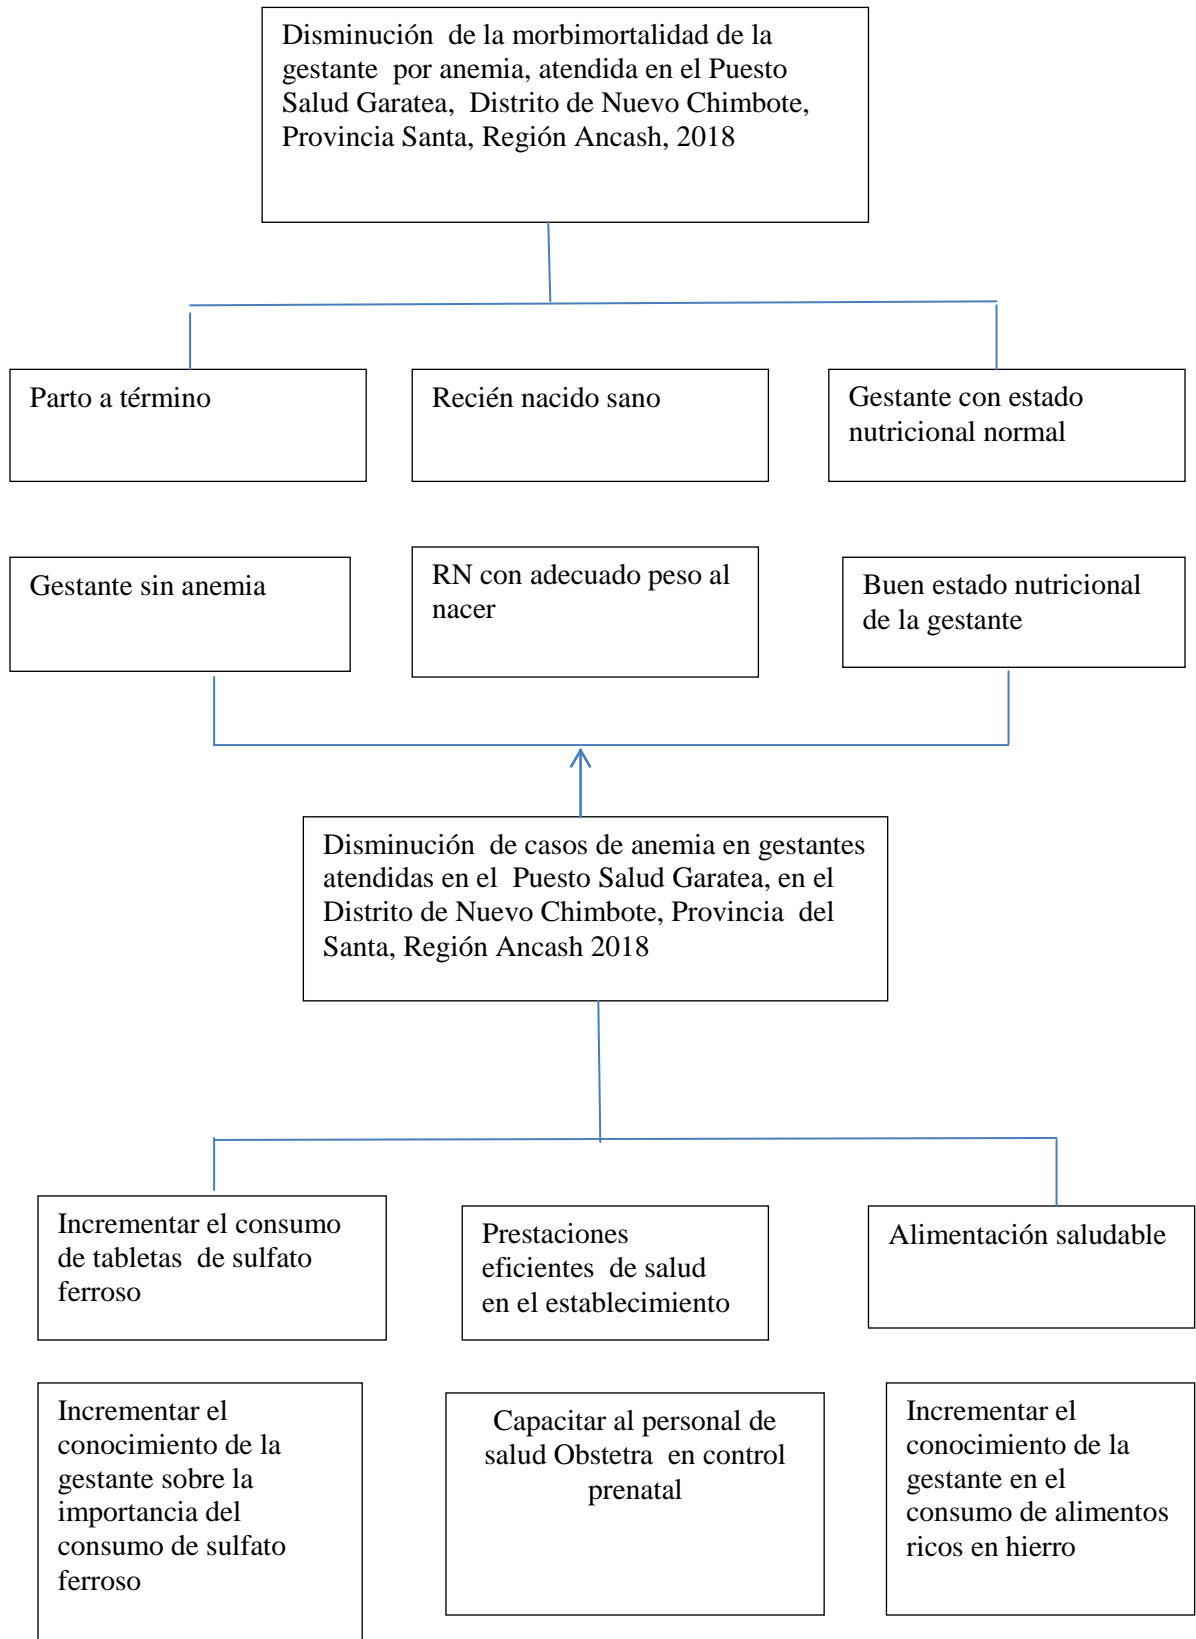 Disminución de la morbimortalidad de la
gestante por anemia, atendida en el Puesto
Salud Garatea, Distrito de Nuevo Chimbote,
Provincia Santa, Región Ancash, 2018
Parto a término
Recién nacido sano
Gestante con estado
nutricional normal
Gestante sin anemia
RN con adecuado peso al
nacer
Buen estado nutricional
de la gestante
Disminución de casos de anemia en gestantes
atendidas en el Puesto Salud Garatea, en el
Distrito de Nuevo Chimbote, Provincia del
Santa, Región Ancash 2018
Incrementar el consumo
de tabletas de sulfato
ferroso
Prestaciones
eficientes de salud
en el establecimiento
Alimentación saludable
Incrementar el
conocimiento de la
gestante sobre la
importancia del
consumo de sulfato
ferroso
Capacitar al personal de
salud Obstetra en control
prenatal
Incrementar el
conocimiento de la
gestante en el
consumo de alimentos
ricos en hierro